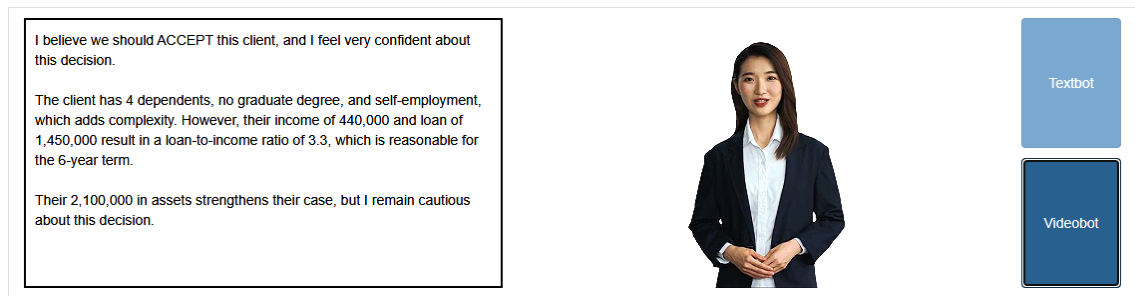 I believe we should ACCEPT this client, and I feel very confident about
this decision.
The client has 4 dependents, no graduate degree, and self-employment,
which adds complexity. However, their income of 440,000 and loan of
1,450,000 result in a loan-to-income ratio of 3.3, which is reasonable for
the 6-year term.
Their 2,100,000 in assets strengthens their case, but I remain cautious
about this decision.
Textbot
Videobot